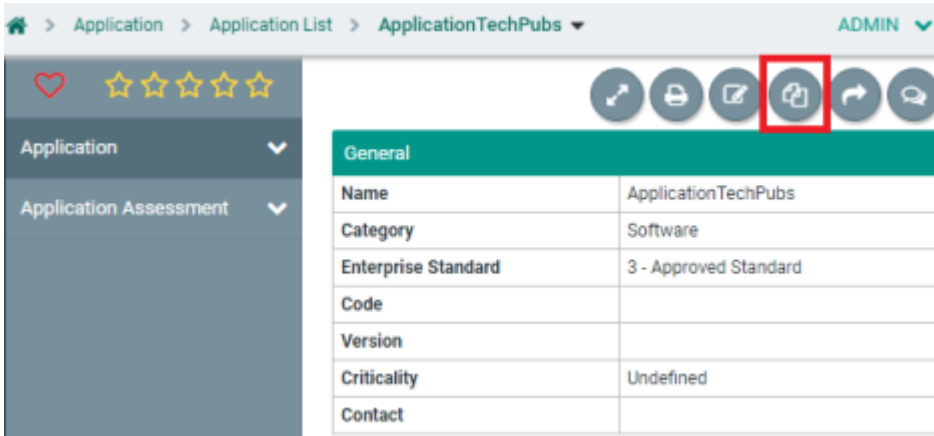 > Application > Application List > ApplicationTechPubs ADMIN
Application
Application Assessment
General
Name ApplicationTechPubs
Category Software
Enterprise Standard 3 - Approved Standard
Code
Version
Criticality Undefined
Contact